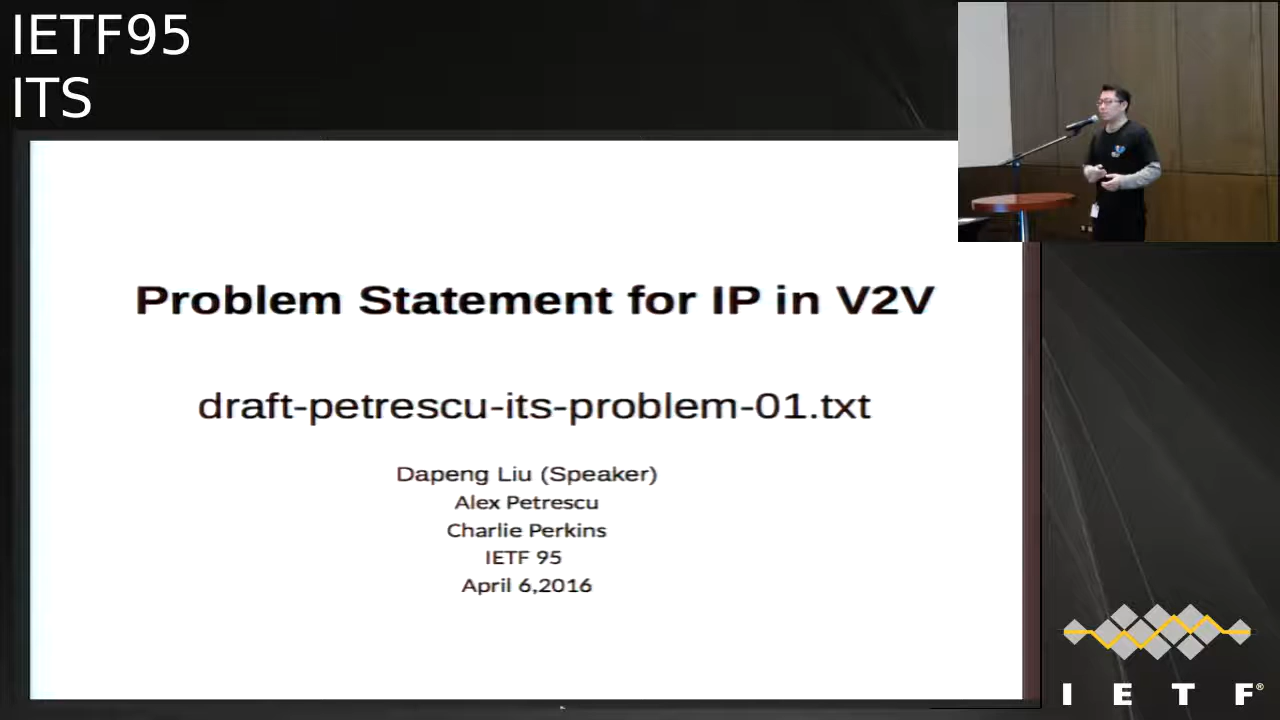 IETF95
ITS
Problem Statement for IP in V2V
draft-petrescu-its-problem-01.txt
Dapeng Liu (Speaker)
Alex Petrescu
Charlie Perkins
IETF 95
April 6,2016
I E T F®